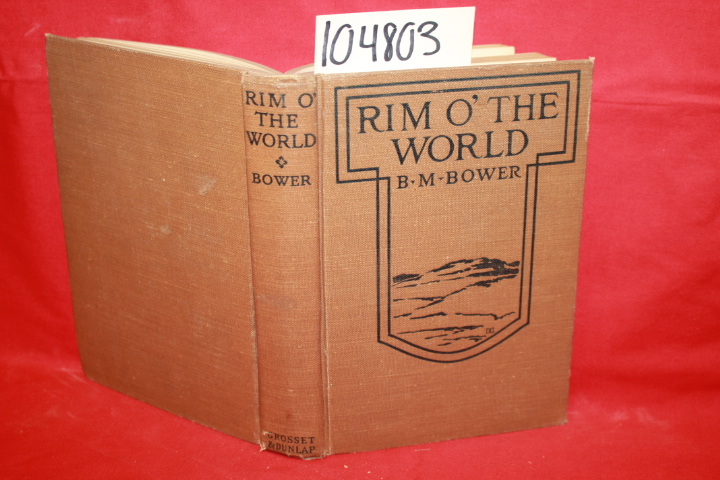 104803
RIM O'
THE
WORLD
BOWER
GROSSET
& DUNLAP
RIM O' THE
WORLD
B·M·BOWER